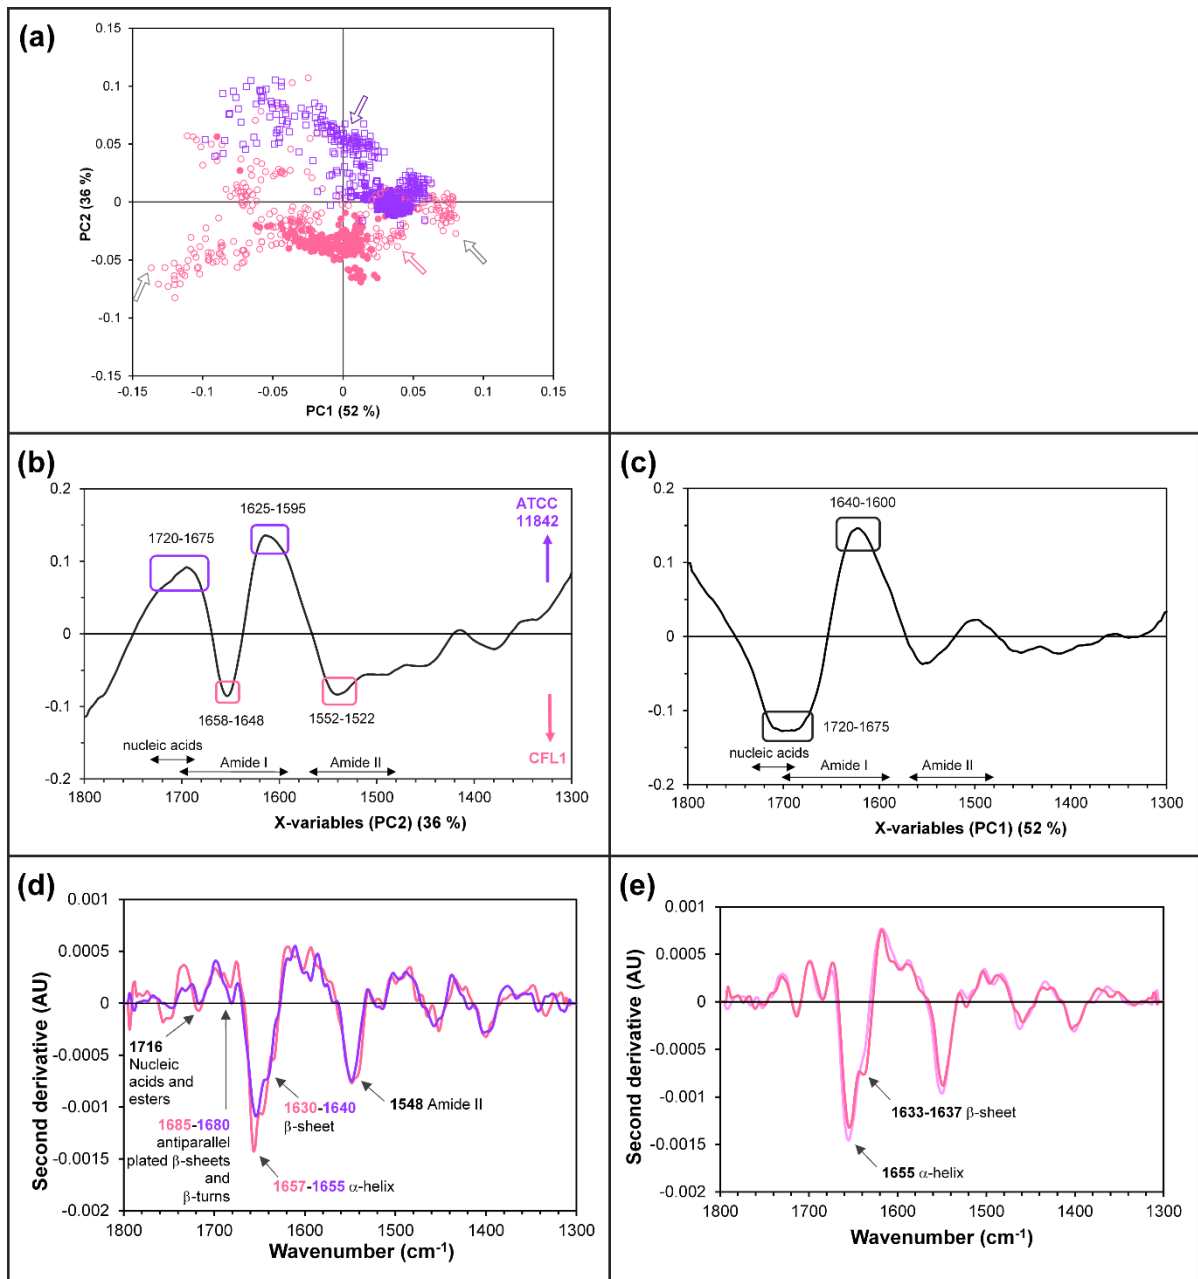 (a)
0.15
0.1
0.05
0
-0.05
-0.1
-0.15
PC2 (36 %)
-0.15 -0.1 -0.05 0 0.05 0.1 0.15
PC1 (52 %)
(b)
0.2
0.1
0
-0.1
-0.2
1720-1675
1625-1595
ATCC
11842
1658-1648
1552-1522
CFL1
nucleic acids
Amide I
Amide II
1800 1700 1600 1500 1400 1300
X-variables (PC2) (36 %)
(c)
0.2
0.1
0
-0.1
-0.2
1640-1600
1720-1675
nucleic acids
Amide I
Amide II
1800 1700 1600 1500 1400 1300
X-variables (PC1) (52 %)
(d)
0.001
0.0005
0
-0.0005
-0.001
-0.0015
-0.002
Second derivative (AU)
1716
Nucleic
acids and
esters
1685-1680
antiparallel
plated β-sheets
and
β-turns
1630-1640
β-sheet
1548 Amide II
1657-1655 α-helix
1800 1700 1600 1500 1400 1300
Wavenumber (cm⁻¹)
(e)
0.001
0.0005
0
-0.0005
-0.001
-0.0015
-0.002
Second derivative (AU)
1633-1637 β-sheet
1655 α-helix
1800 1700 1600 1500 1400 1300
Wavenumber (cm⁻¹)